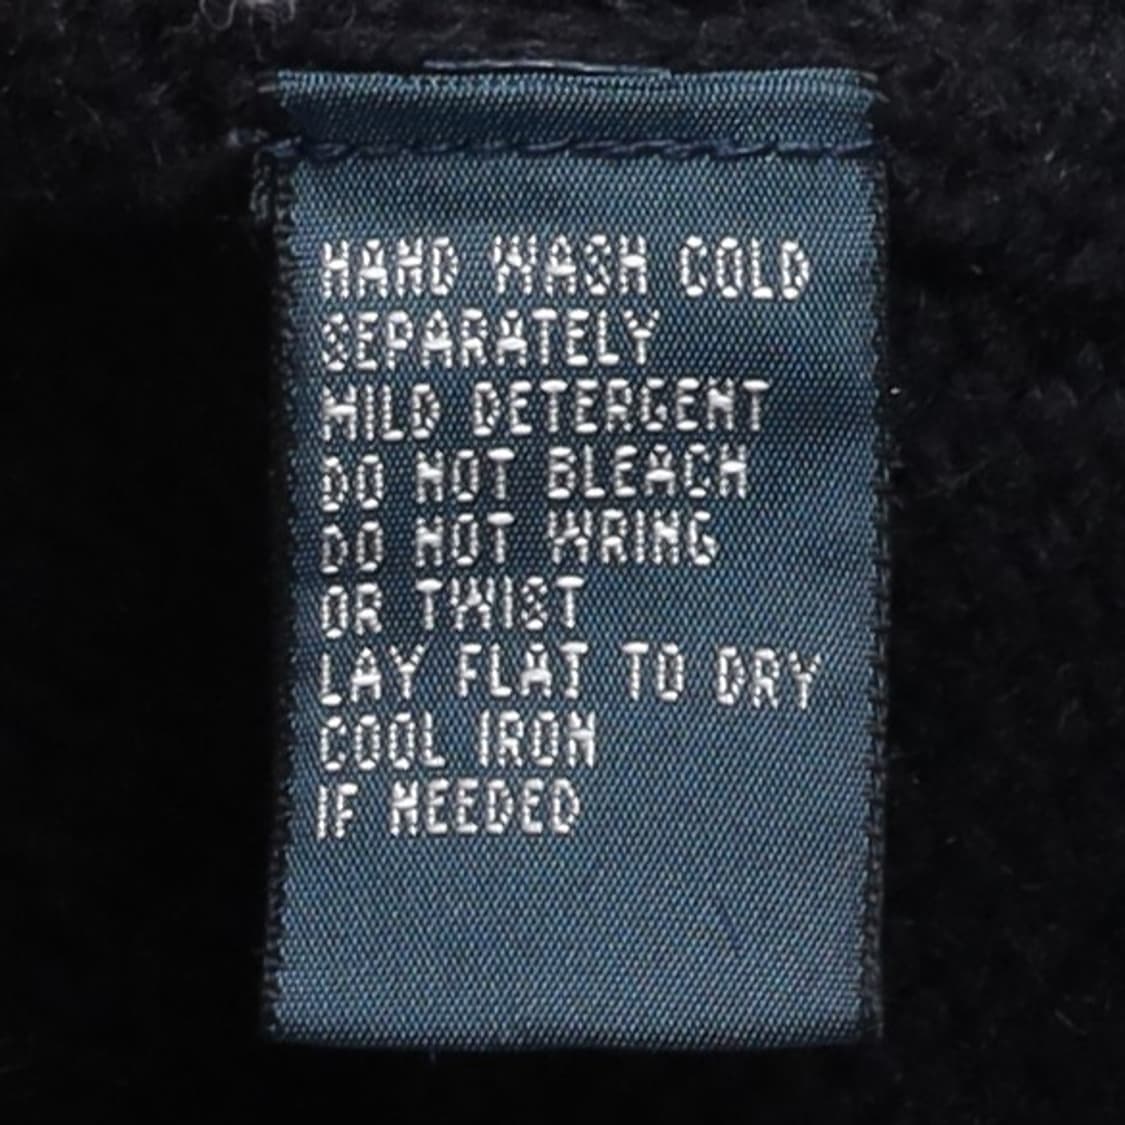 HAND WASH COLD
SEPARATELY
MILD DETERGENT
DO NOT BLEACH
DO NOT WRING
OR TWIST
LAY FLAT TO DRY
COOL IRON
IF NEEDED